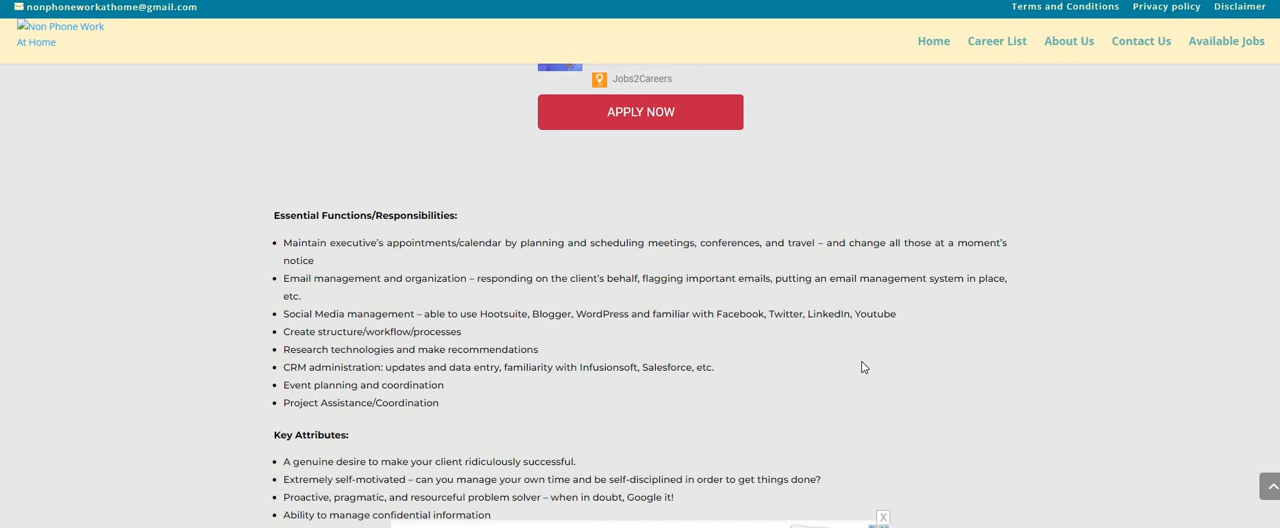 nonphoneworkathome@gmail.com
Terms and Conditions Privacy policy Disclaimer
Non Phone Work
At Home
Home Career List About Us Contact Us Available Jobs
Jobs2Careers
APPLY NOW
Essential Functions/Responsibilities:
Maintain executive's appointments/calendar by planning and scheduling meetings, conferences, and travel – and change all those at a moment's
notice
Email management and organization – responding on the client's behalf, flagging important emails, putting an email management system in place,
etc.
Social Media management – able to use Hootsuite, Blogger, WordPress and familiar with Facebook, Twitter, LinkedIn, Youtube
Create structure/workflow/processes
Research technologies and make recommendations
CRM administration: updates and data entry, familiarity with Infusionsoft, Salesforce, etc.
Event planning and coordination
Project Assistance/Coordination
Key Attributes:
A genuine desire to make your client ridiculously successful.
Extremely self-motivated – can you manage your own time and be self-disciplined in order to get things done?
Proactive, pragmatic, and resourceful problem solver – when in doubt, Google it!
Ability to manage confidential information
X